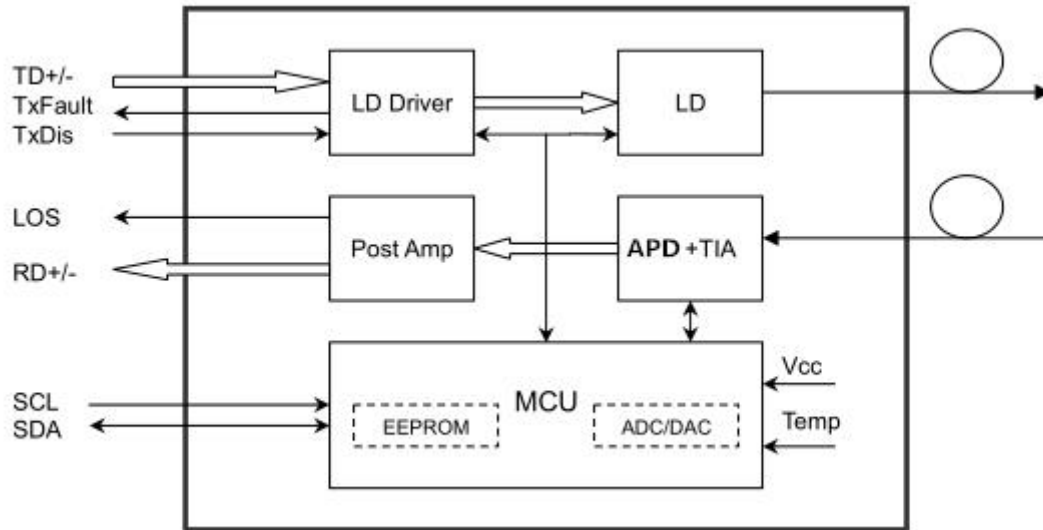 TD+/-
TxFault
TxDis
LD Driver
LD
LOS
RD+/-
Post Amp
APD +TIA
SCL
SDA
MCU
EEPROM
ADC/DAC
Vcc
Temp